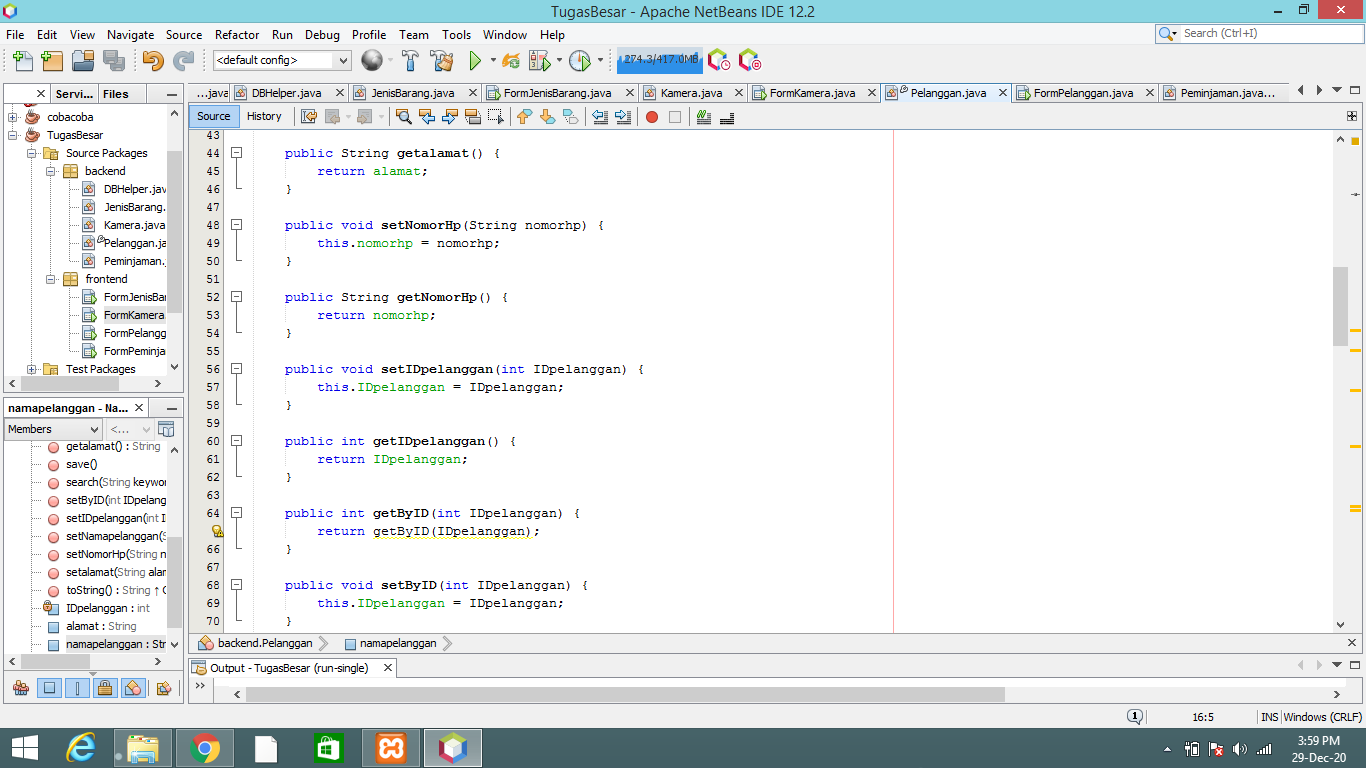 TugasBesar - Apache NetBeans IDE 12.2
File Edit View Navigate Source Refactor Run Debug Profile Team Tools Window Help
Search (Ctrl+I)
<default config>
274.3/417.0MB
Servi... Files
...java DBHelper.java JenisBarang.java FormJenisBarang.java Kamera.java FormKamera.java Pelanggan.java FormPelanggan.java Peminjaman.java...
Source History
cobacoba
TugasBesar
Source Packages
backend
DBHelper.jav
JenisBarang.
Kamera.java
Pelanggan.ja
Peminjaman.j
frontend
FormJenisBar
FormKamera.
FormPelangg
FormPeminja
Test Packages
namapelanggan - Na...
Members
<...
getalamat() : String
save()
search(String keywor
setByID(int IDpelang
setIDpelanggan(int I
setNamapelanggan(S
setNomorHp(String n
setalamat(String alam
toString() : String ↑ C
IDpelanggan : int
alamat : String
namapelanggan : Str
43
44 public String getalamat() {
45 return alamat;
46 }
47
48 public void setNomorHp(String nomorhp) {
49 this.nomorhp = nomorhp;
50 }
51
52 public String getNomorHp() {
53 return nomorhp;
54 }
55
56 public void setIDpelanggan(int IDpelanggan) {
57 this.IDpelanggan = IDpelanggan;
58 }
59
60 public int getIDpelanggan() {
61 return IDpelanggan;
62 }
63
64 public int getByID(int IDpelanggan) {
return getByID(IDpelanggan);
66 }
67
68 public void setByID(int IDpelanggan) {
69 this.IDpelanggan = IDpelanggan;
70 }
backend.Pelanggan namapelanggan
Output - TugasBesar (run-single)
1 16:5 INS Windows (CRLF)
3:59 PM
29-Dec-20